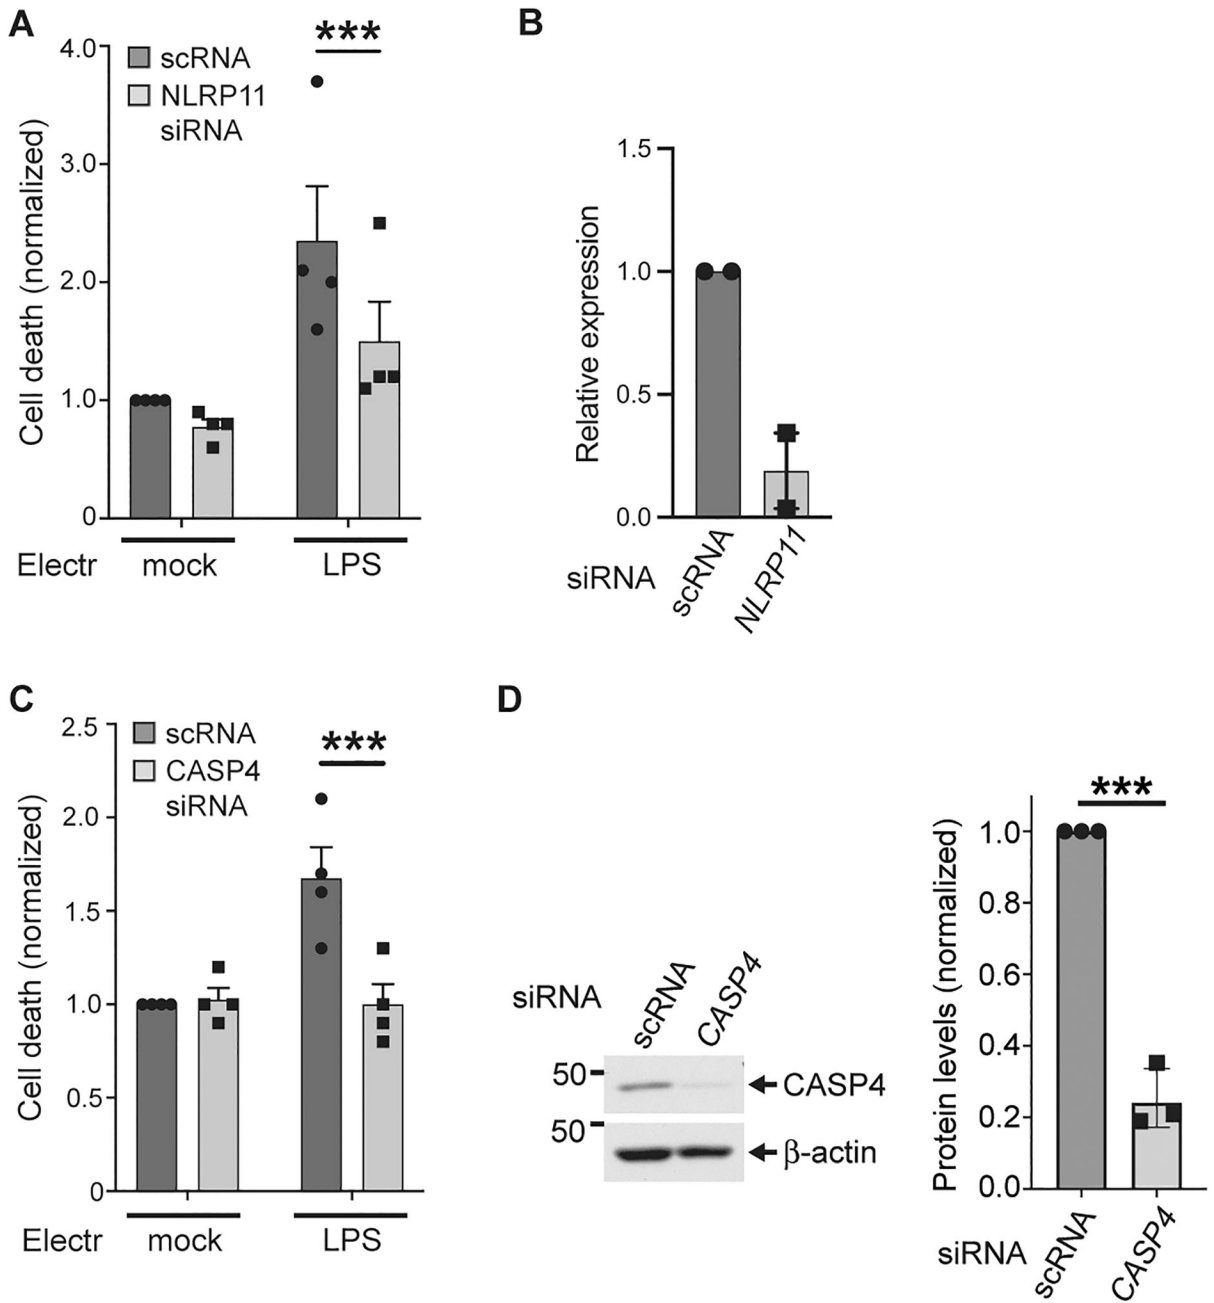 A
***
4.0
3.0
2.0
1.0
0
Cell death (normalized)
scRNA
NLRP11
siRNA
Electr
mock
LPS
B
1.5
1.0
0.5
0.0
Relative expression
siRNA
scRNA
NLRP11
C
***
2.5
2.0
1.5
1.0
0.5
0
Cell death (normalized)
scRNA
CASP4
siRNA
Electr
mock
LPS
D
siRNA
scRNA
CASP4
50
CASP4
50
β-actin
***
1.0
0.8
0.6
0.4
0.2
0.0
Protein levels (normalized)
siRNA
scRNA
CASP4